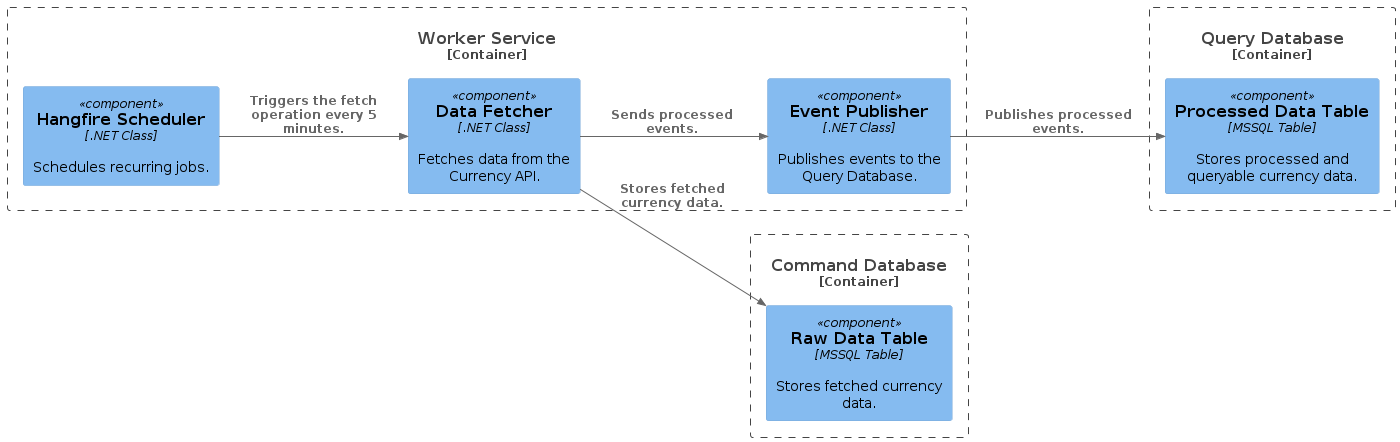 Worker Service
[Container]
«component»
Hangfire Scheduler
[.NET Class]
Schedules recurring jobs.
Triggers the fetch
operation every 5
minutes.
«component»
Data Fetcher
[.NET Class]
Fetches data from the
Currency API.
Sends processed
events.
Stores fetched
currency data.
«component»
Event Publisher
[.NET Class]
Publishes events to the
Query Database.
Publishes processed
events.
Query Database
[Container]
«component»
Processed Data Table
[MSSQL Table]
Stores processed and
queryable currency data.
Command Database
[Container]
«component»
Raw Data Table
[MSSQL Table]
Stores fetched currency
data.